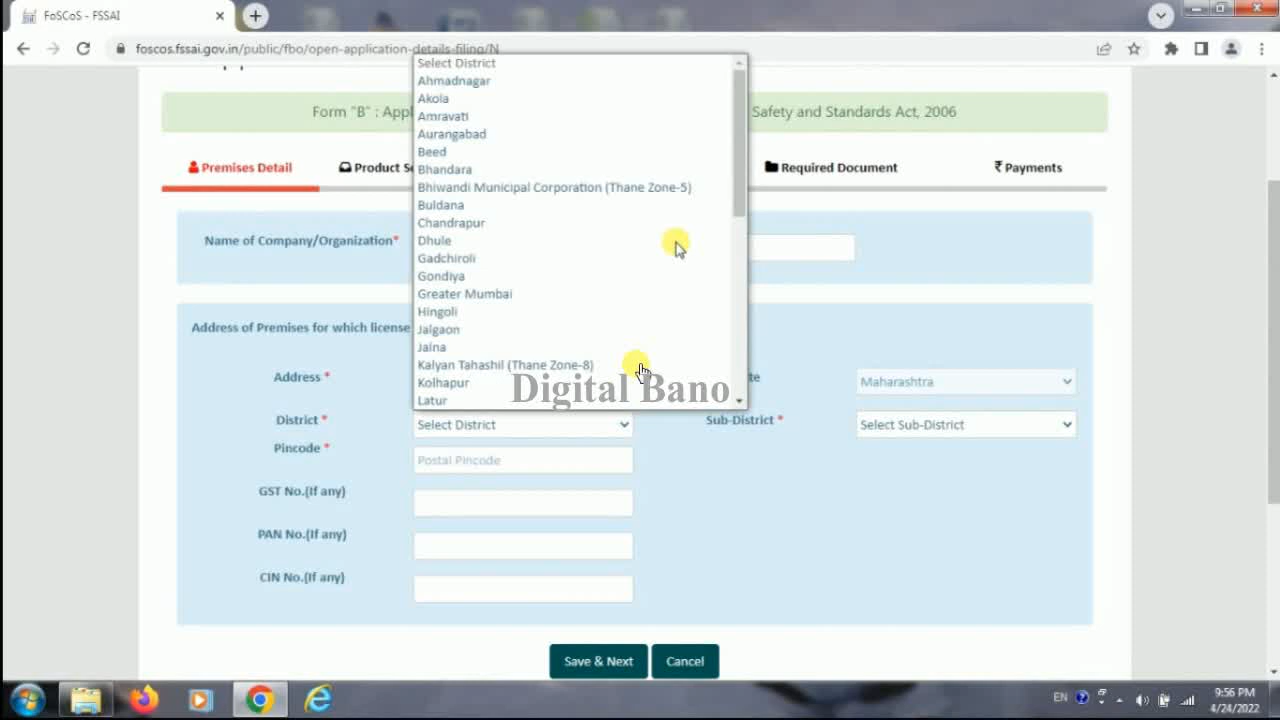 FoSCoS - FSSAI
foscos.fssai.gov.in/public/fbo/open-application-details-filing/N
Form "B" : Appl
Safety and Standards Act, 2006
Premises Detail
Product Se
Required Document
₹ Payments
Name of Company/Organization*
Address of Premises for which license
Select District
Ahmadnagar
Akola
Amravati
Aurangabad
Beed
Bhandara
Bhiwandi Municipal Corporation (Thane Zone-5)
Buldana
Chandrapur
Dhule
Gadchiroli
Gondiya
Greater Mumbai
Hingoli
Jalgaon
Jalna
Kalyan Tahashil (Thane Zone-8)
Kolhapur
Latur
Digital Bano
Address *
te
Maharashtra
District *
Select District
Sub-District *
Select Sub-District
Pincode *
Postal Pincode
GST No.(If any)
PAN No.(If any)
CIN No.(If any)
Save & Next
Cancel
EN
9:56 PM
4/24/2022